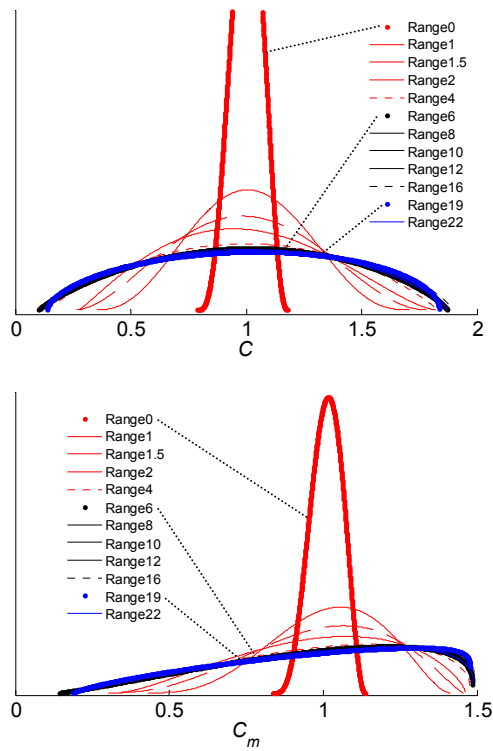 Range0
Range1
Range1.5
Range2
Range4
Range6
Range8
Range10
Range12
Range16
Range19
Range22
0 0.5 1 1.5 2
C
Range0
Range1
Range1.5
Range2
Range4
Range6
Range8
Range10
Range12
Range16
Range19
Range22
0 0.5 1 1.5
Cm